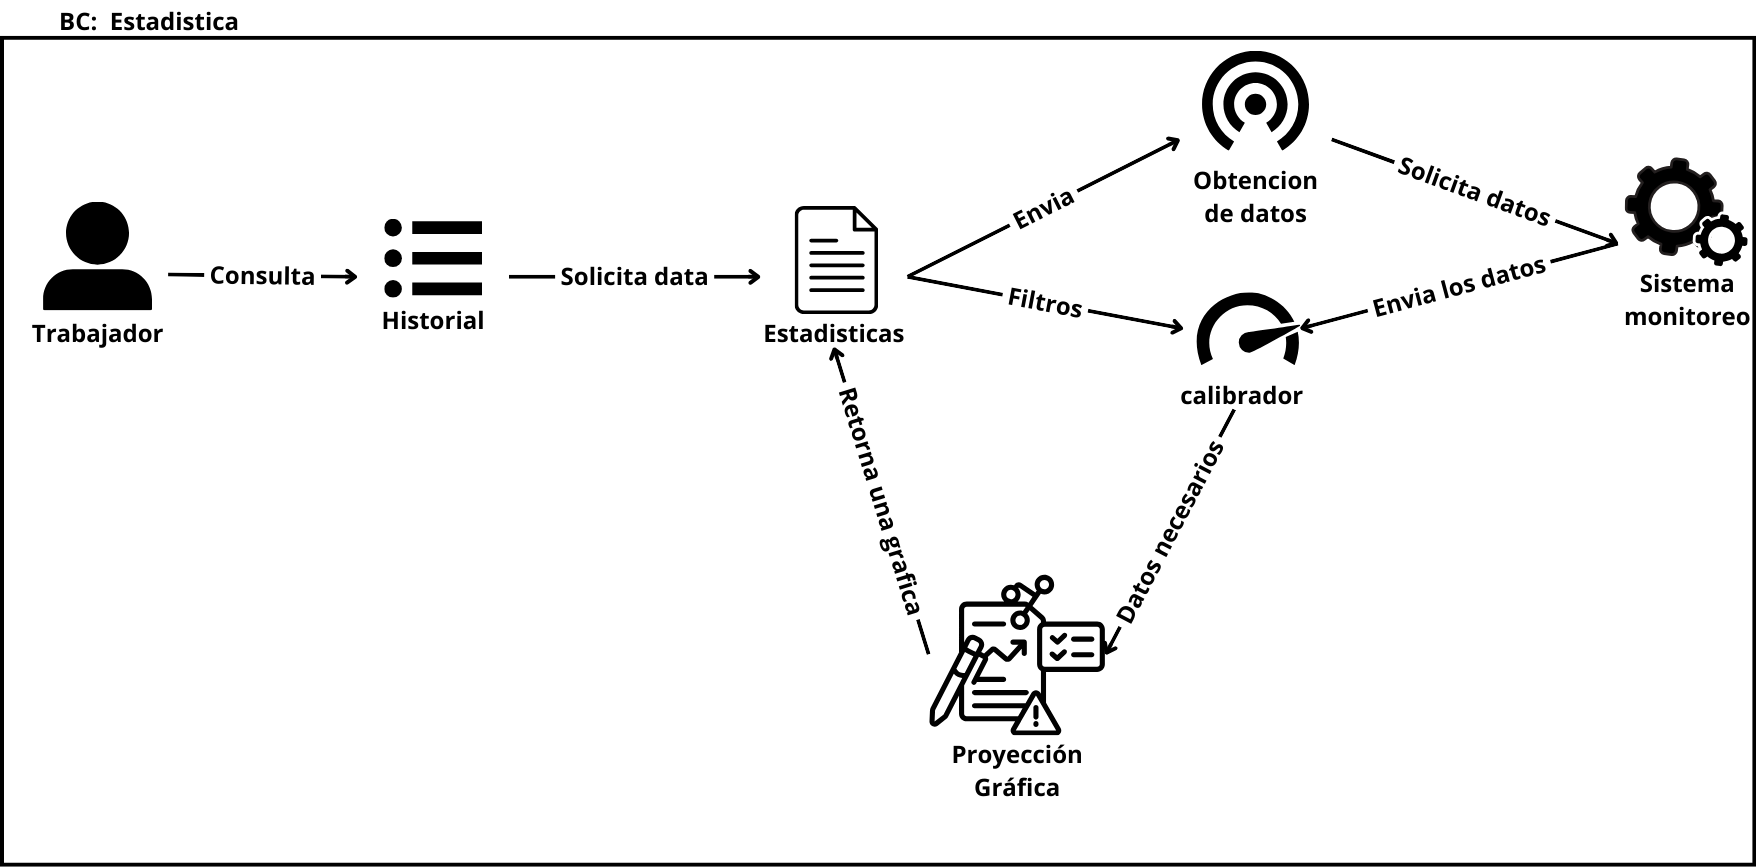 BC:  Estadistica
Trabajador
Consulta
Historial
Solicita data
Estadisticas
Envia
Filtros
Obtencion
de datos
Solicita datos
Sistema
monitoreo
Envia los datos
calibrador
Datos necesarios
Proyección
Gráfica
Retorna una grafica